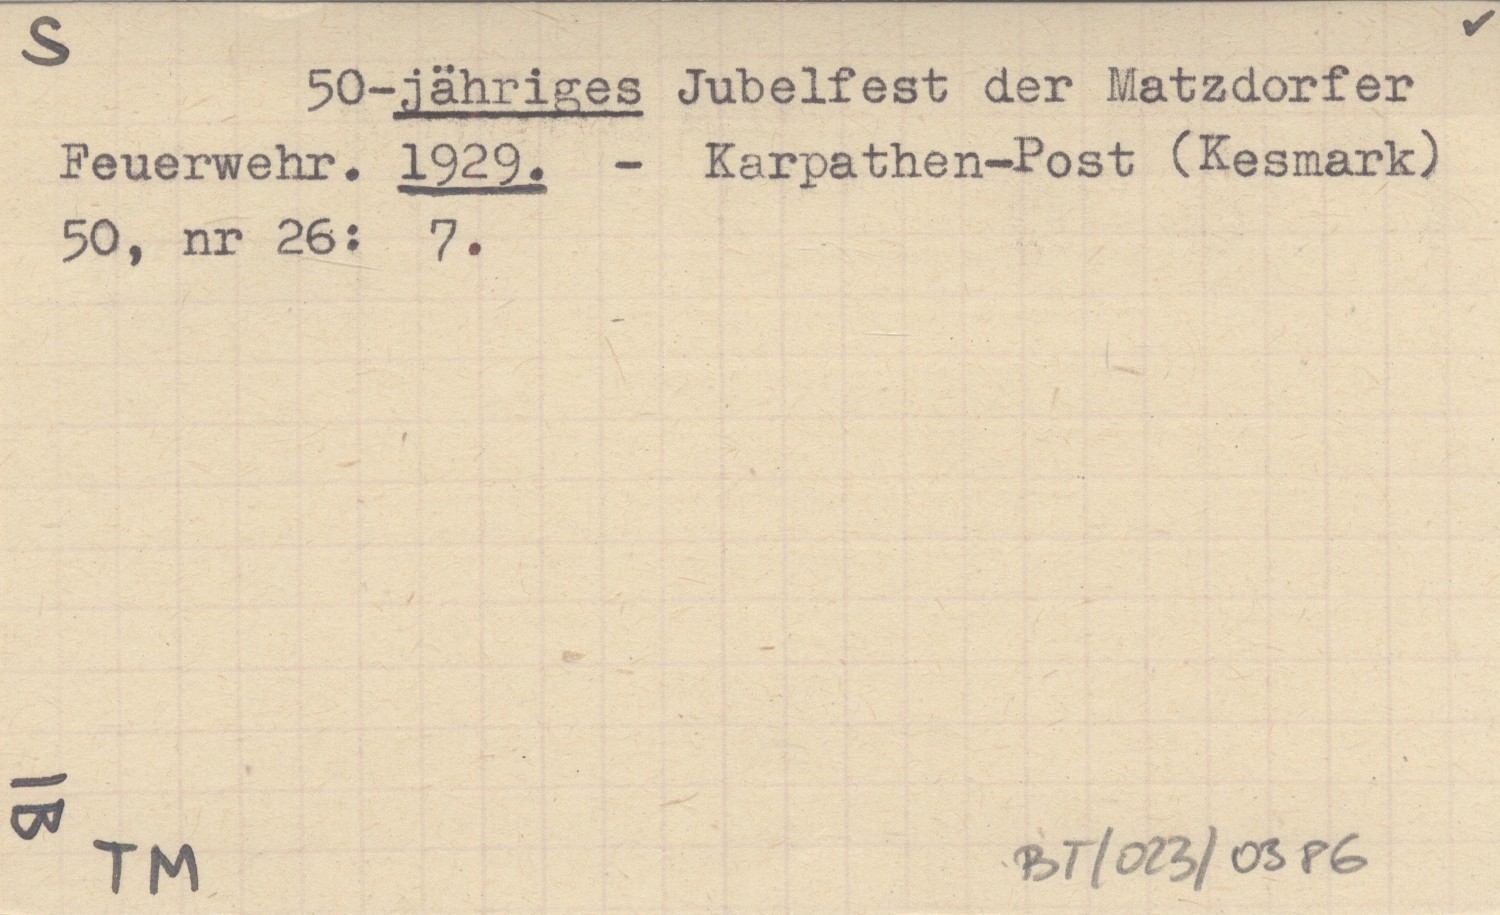 S ✓
50-jähriges Jubelfest der Matzdorfer
Feuerwehr. 1929. - Karpathen-Post (Kesmark)
50, nr 26: 7.
IB
TM
BT/023/0386